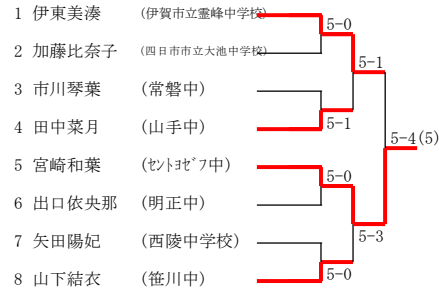 1 伊東美湊 (伊賀市立霊峰中学校)
5-0
2 加藤比奈子 (四日市市立大池中学校)
5-1
3 市川琴葉 (常磐中)
4 田中菜月 (山手中)
5-1
5-4(5)
5 宮崎和葉 (ｾﾝﾄﾖｾﾞﾌ中)
5-0
6 出口依央那 (明正中)
5-3
7 矢田陽妃 (西陵中学校)
8 山下結衣 (笹川中)
5-0